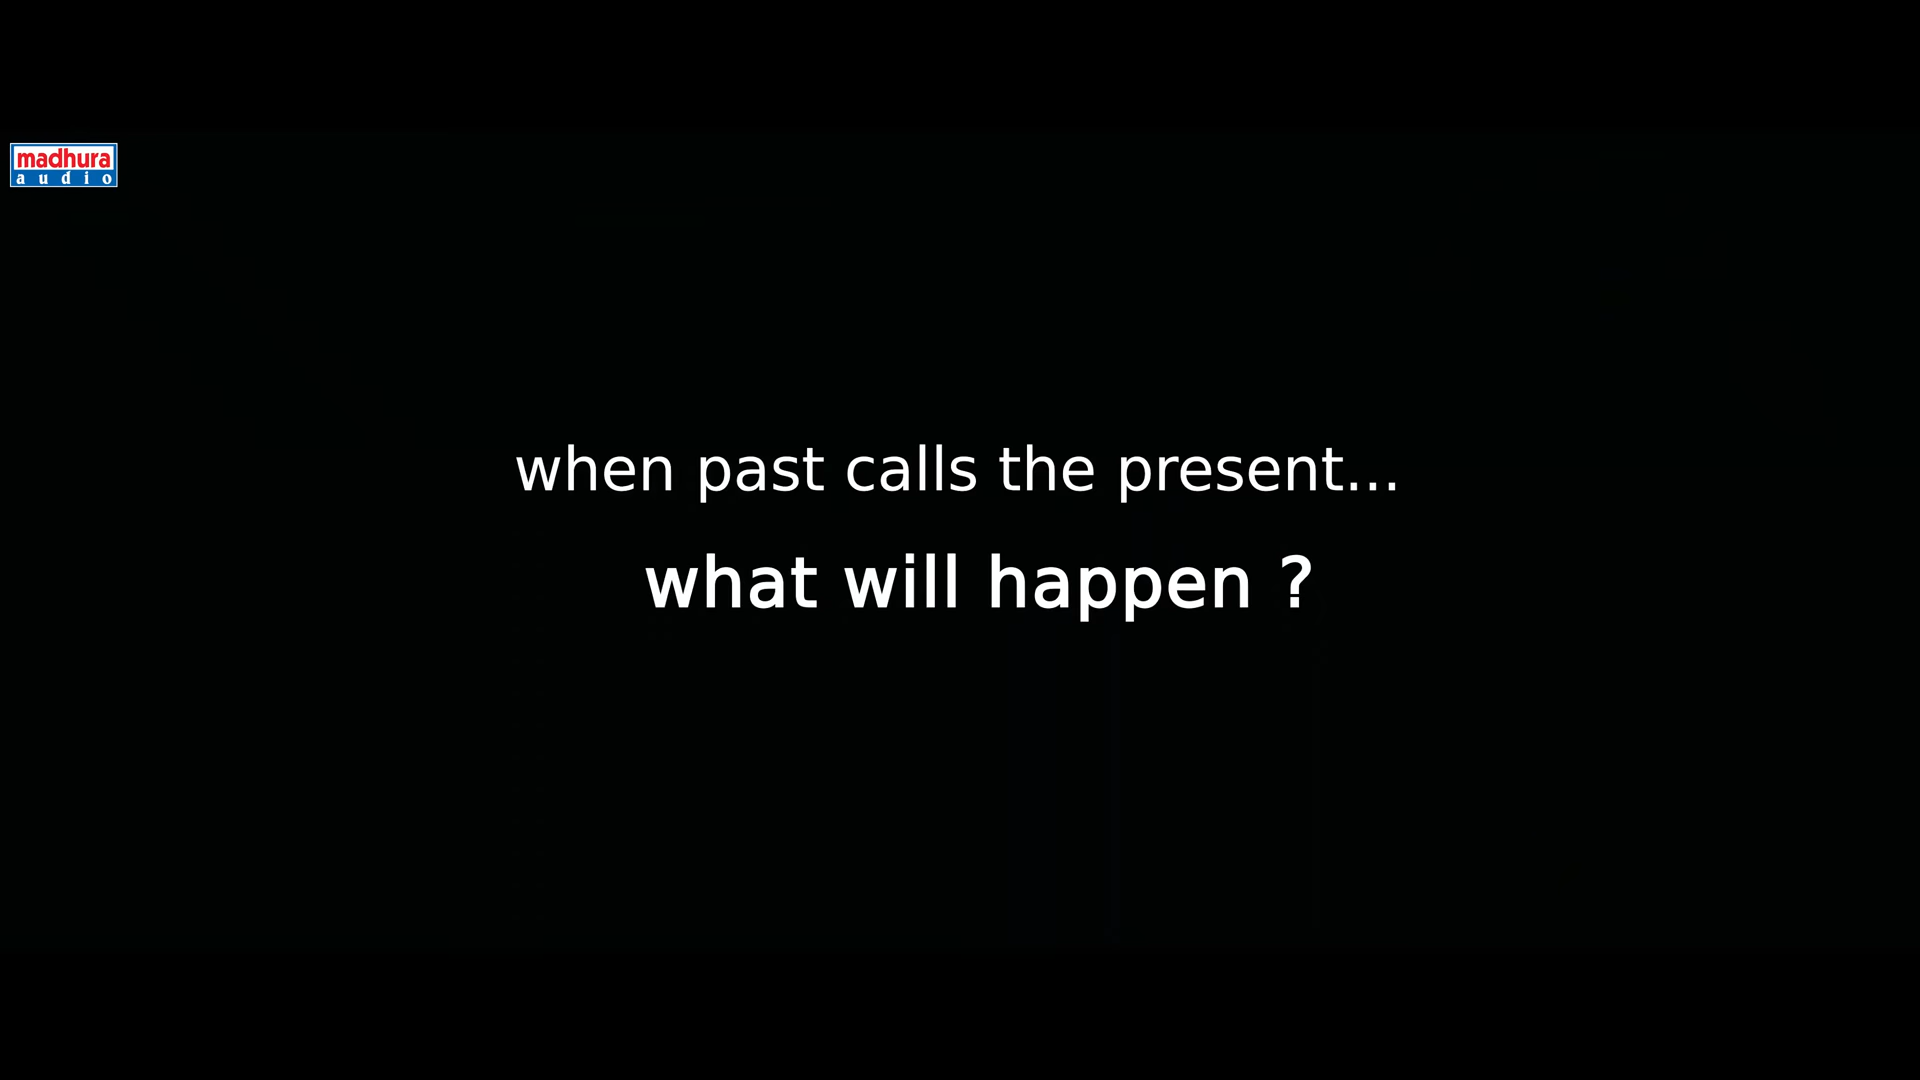 madhura
audio
when past calls the present...
what will happen ?